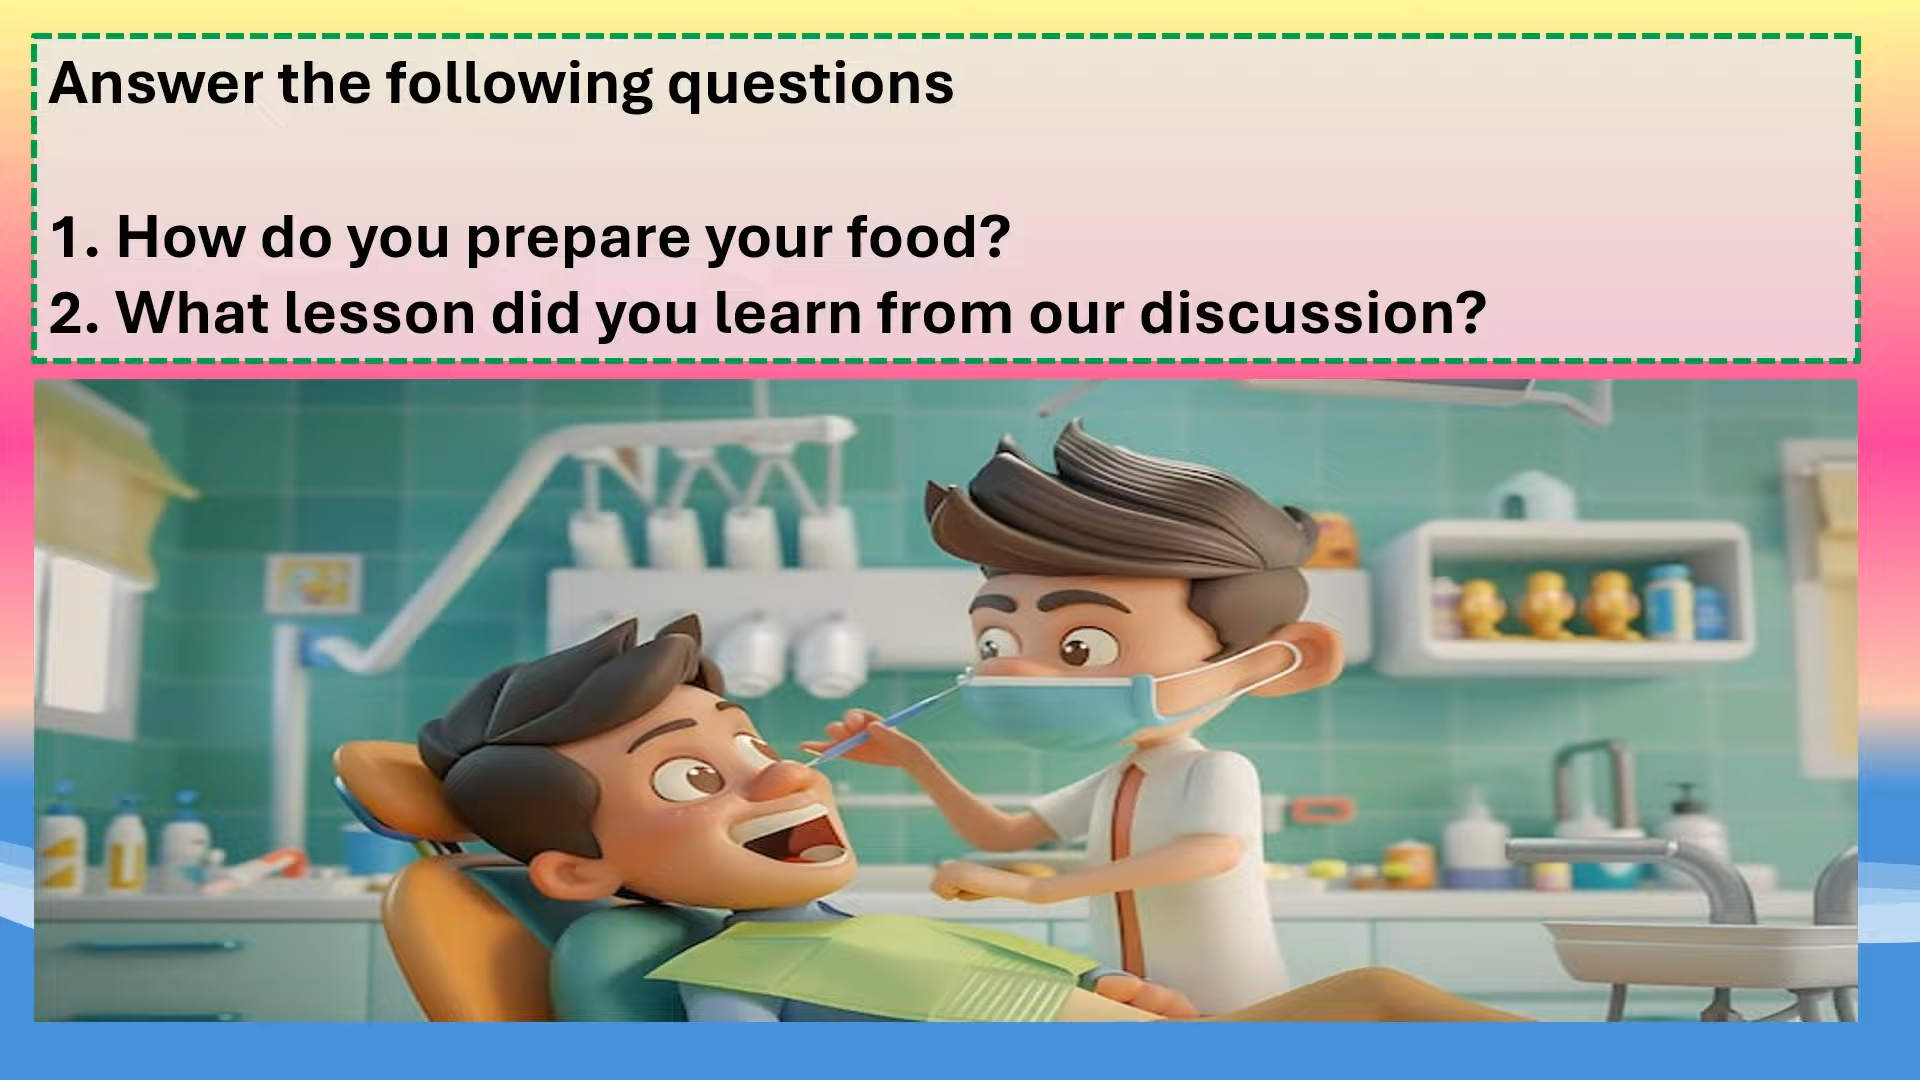 Answer the following questions
1. How do you prepare your food?
2. What lesson did you learn from our discussion?